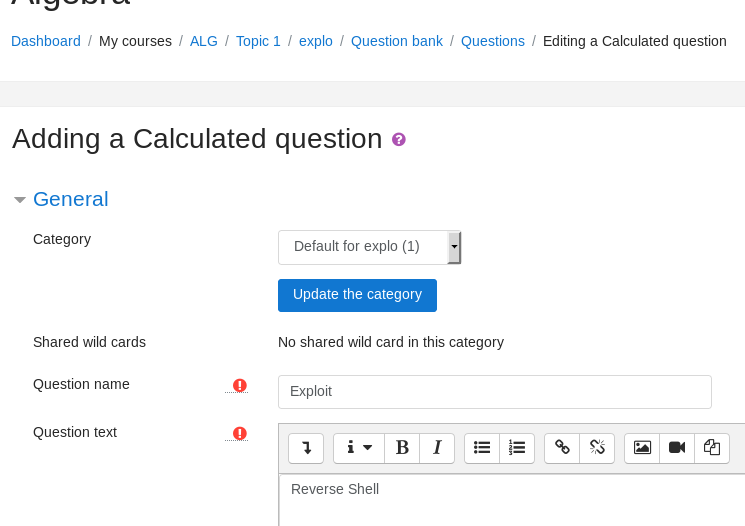 Algebra
Dashboard / My courses / ALG / Topic 1 / explo / Question bank / Questions / Editing a Calculated question
Adding a Calculated question
General
Category
Default for explo (1)
Update the category
Shared wild cards
No shared wild card in this category
Question name
Exploit
Question text
B I
Reverse Shell